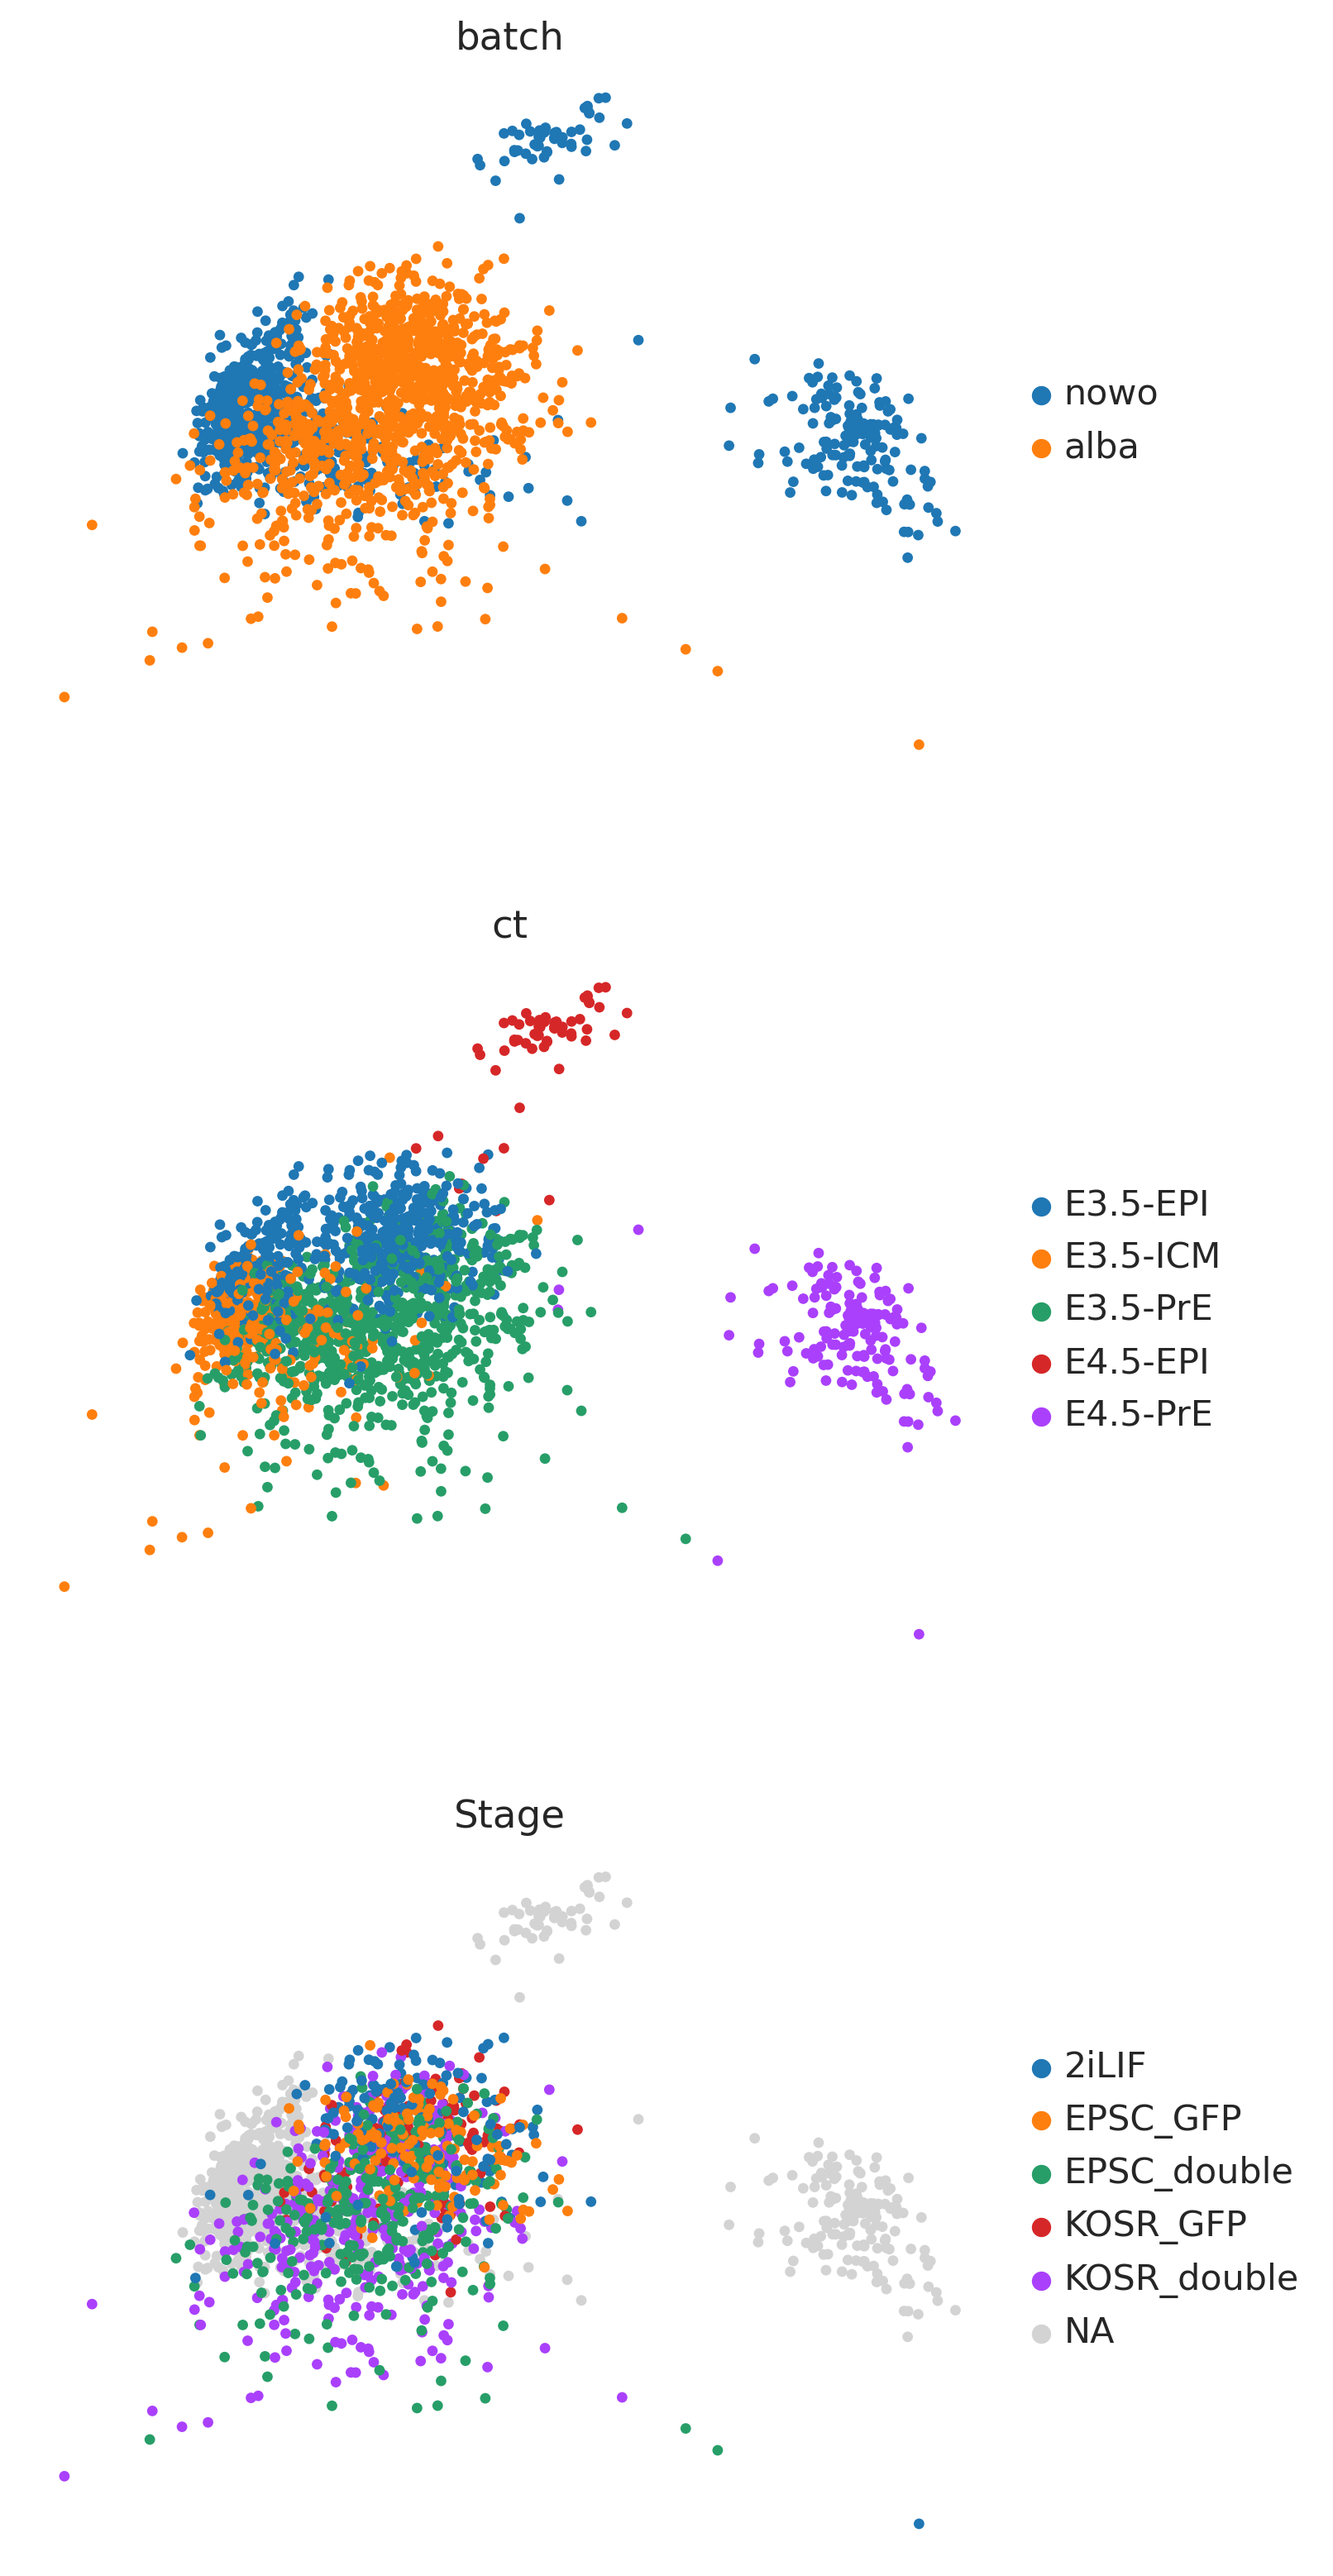 batch
nowo
alba
ct
E3.5-EPI
E3.5-ICM
E3.5-PrE
E4.5-EPI
E4.5-PrE
Stage
2iLIF
EPSC_GFP
EPSC_double
KOSR_GFP
KOSR_double
NA